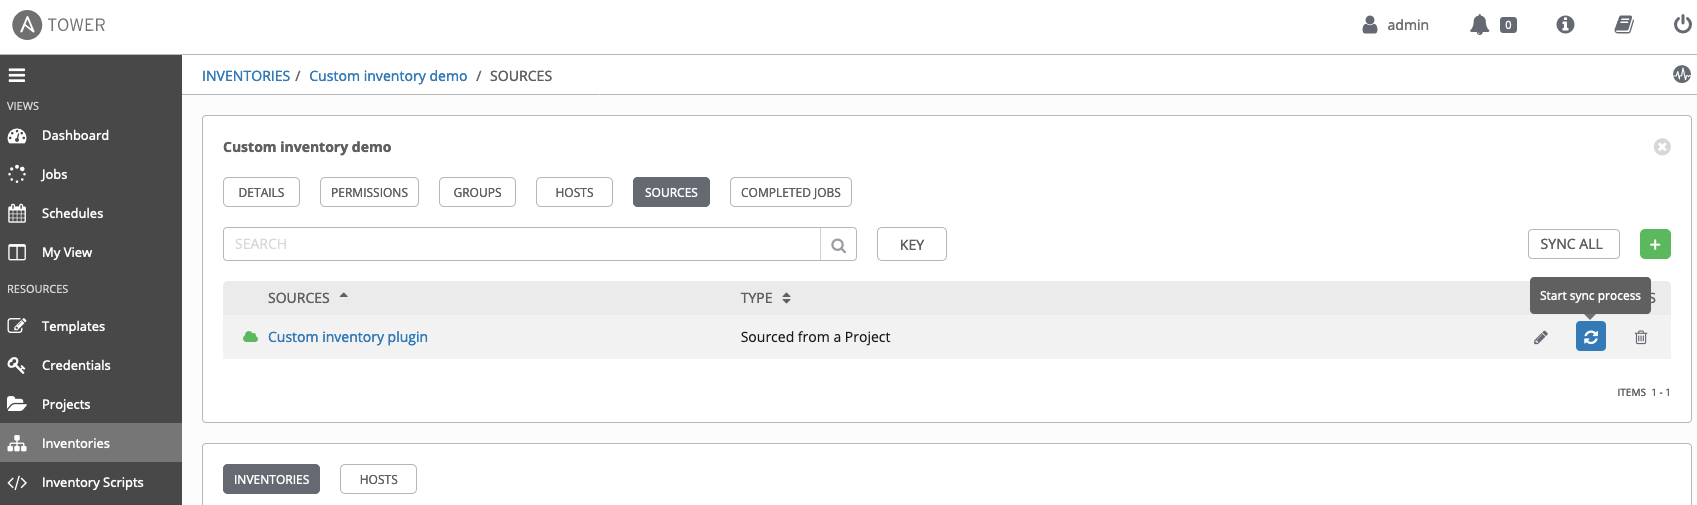 TOWER
admin
0
INVENTORIES / Custom inventory demo / SOURCES
VIEWS
Dashboard
Jobs
Schedules
My View
RESOURCES
Templates
Credentials
Projects
Inventories
Inventory Scripts
Custom inventory demo
DETAILS PERMISSIONS GROUPS HOSTS SOURCES COMPLETED JOBS
SEARCH KEY SYNC ALL +
Start sync process
SOURCES TYPE S
Custom inventory plugin Sourced from a Project
ITEMS 1 - 1
INVENTORIES HOSTS